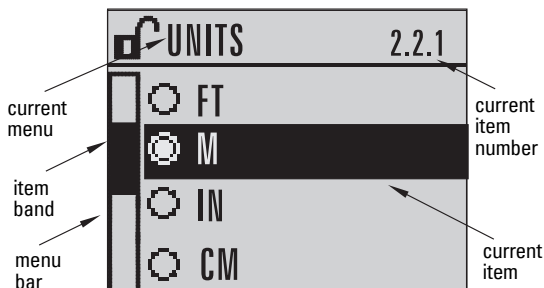 UNITS 2.2.1
FT
M
IN
CM
current
menu
item
band
menu
bar
current
item
number
current
item